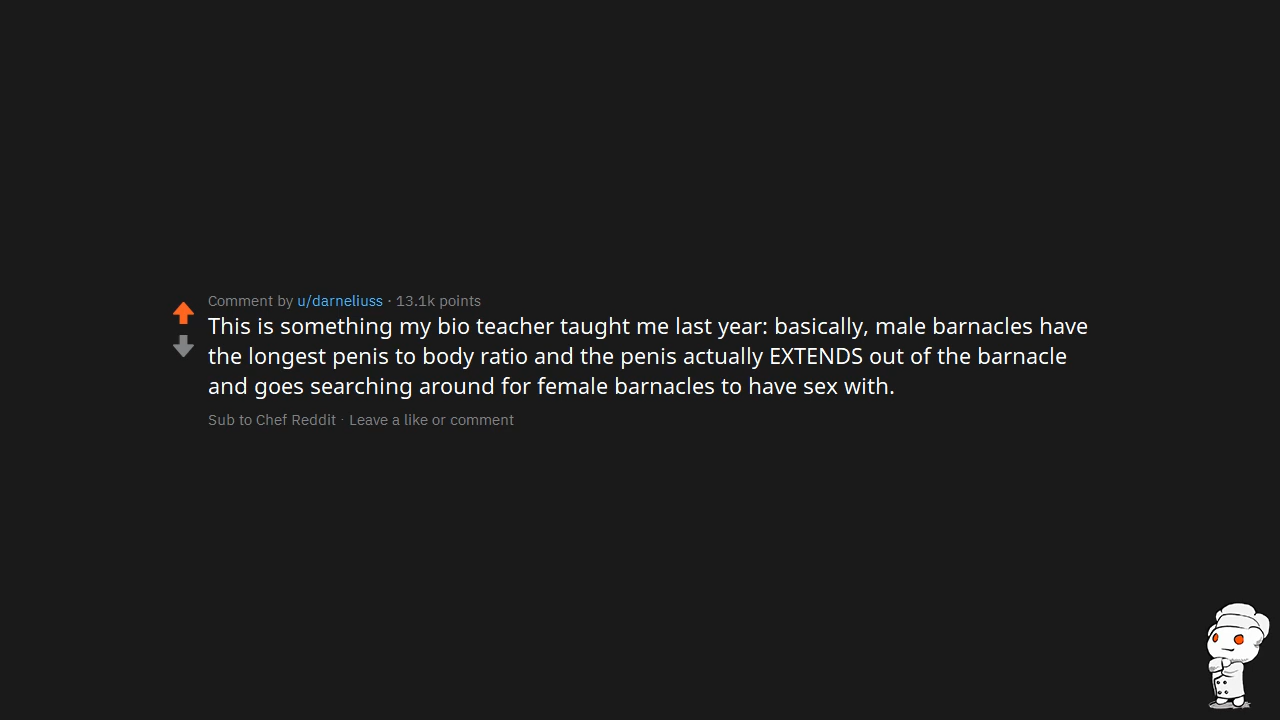 Comment by u/darneliuss · 13.1k points
This is something my bio teacher taught me last year: basically, male barnacles have
the longest penis to body ratio and the penis actually EXTENDS out of the barnacle
and goes searching around for female barnacles to have sex with.
Sub to Chef Reddit · Leave a like or comment